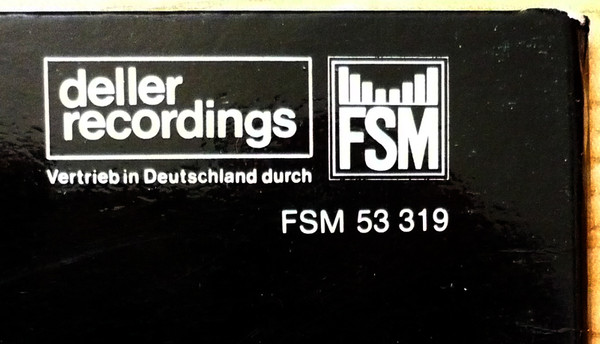 deller
recordings
Vertrieb in Deutschland durch
FSM
FSM 53 319